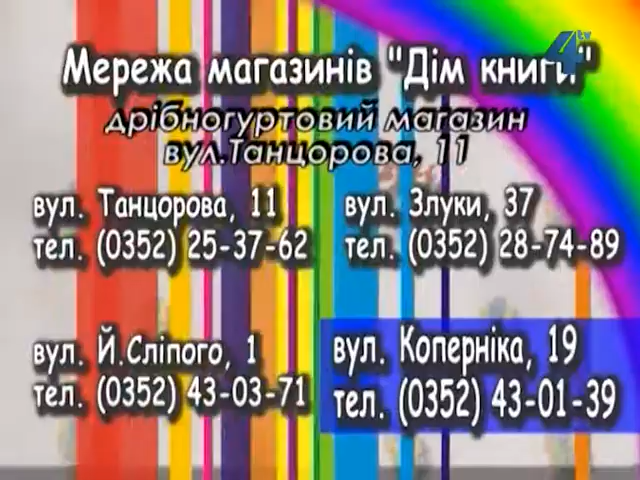 Мережа магазинів "Дім книги"
дрібногуртовий магазин
вул.Танцорова, 11
вул. Танцорова, 11
тел. (0352) 25-37-62
вул. Злуки, 37
тел. (0352) 28-74-89
вул. Й.Сліпого, 1
тел. (0352) 43-03-71
вул. Коперніка, 19
тел. (0352) 43-01-39
4tv